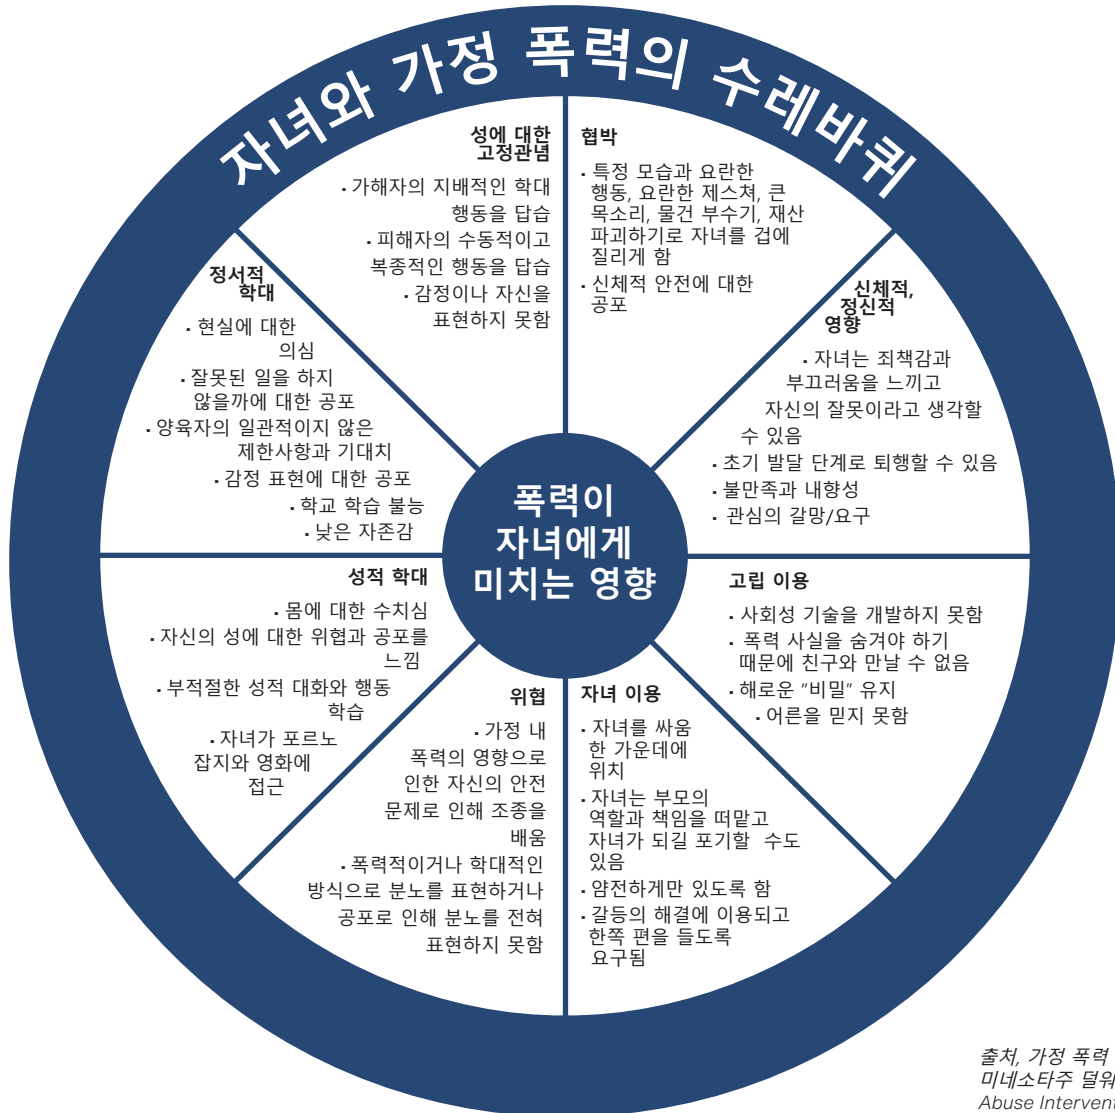 자녀와 가정 폭력의 수레바퀴
성에 대한
고정관념
· 가해자의 지배적인 학대
행동을 답습
· 피해자의 수동적이고
복종적인 행동을 답습
· 감정이나 자신을
표현하지 못함
협박
· 특정 모습과 요란한
행동, 요란한 제스쳐, 큰
목소리, 물건 부수기, 재산
파괴하기로 자녀를 겁에
질리게 함
· 신체적 안전에 대한
공포
신체적,
정신적
영향
· 자녀는 죄책감과
부끄러움을 느끼고
자신의 잘못이라고 생각할
수 있음
· 초기 발달 단계로 퇴행할 수 있음
· 불만족과 내향성
· 관심의 갈망/요구
고립 이용
· 사회성 기술을 개발하지 못함
· 폭력 사실을 숨겨야 하기
때문에 친구와 만날 수 없음
· 해로운 “비밀” 유지
· 어른을 믿지 못함
자녀 이용
· 자녀를 싸움
한 가운데에
위치
· 자녀는 부모의
역할과 책임을 떠맡고
자녀가 되길 포기할 수도
있음
· 얌전하게만 있도록 함
· 갈등의 해결에 이용되고
한쪽 편을 들도록
요구됨
위협
· 가정 내
폭력의 영향으로
인한 자신의 안전
문제로 인해 조종을
배움
· 폭력적이거나 학대적인
방식으로 분노를 표현하거나
공포로 인해 분노를 전혀
표현하지 못함
성적 학대
· 몸에 대한 수치심
· 자신의 성에 대한 위협과 공포를
느낌
· 부적절한 성적 대화와 행동
학습
· 자녀가 포르노
잡지와 영화에
접근
정서적
학대
· 현실에 대한
의심
· 잘못된 일을 하지
않을까에 대한 공포
· 양육자의 일관적이지 않은
제한사항과 기대치
· 감정 표현에 대한 공포
· 학교 학습 불능
· 낮은 자존감
폭력이
자녀에게
미치는 영향
출처, 가정 폭력
미네소타주
Abuse